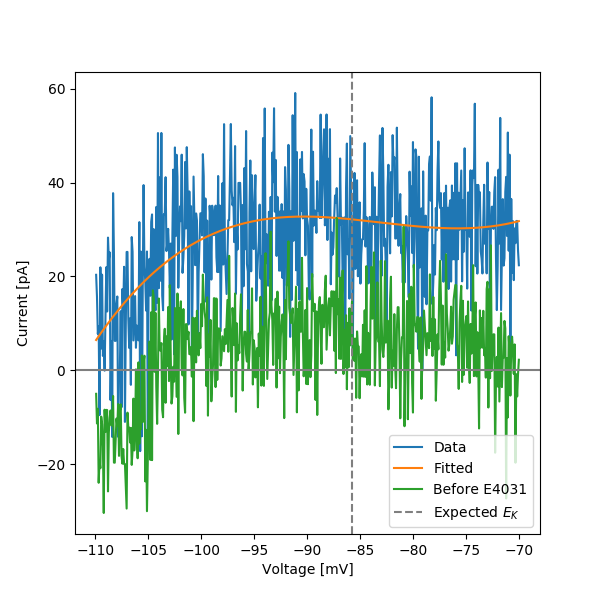 60
40
20
0
−20
−110
−105
−100
−95
−90
−85
−80
−75
−70
Current [pA]
Voltage [mV]
Data
Fitted
Before E4031
Expected $E_K$